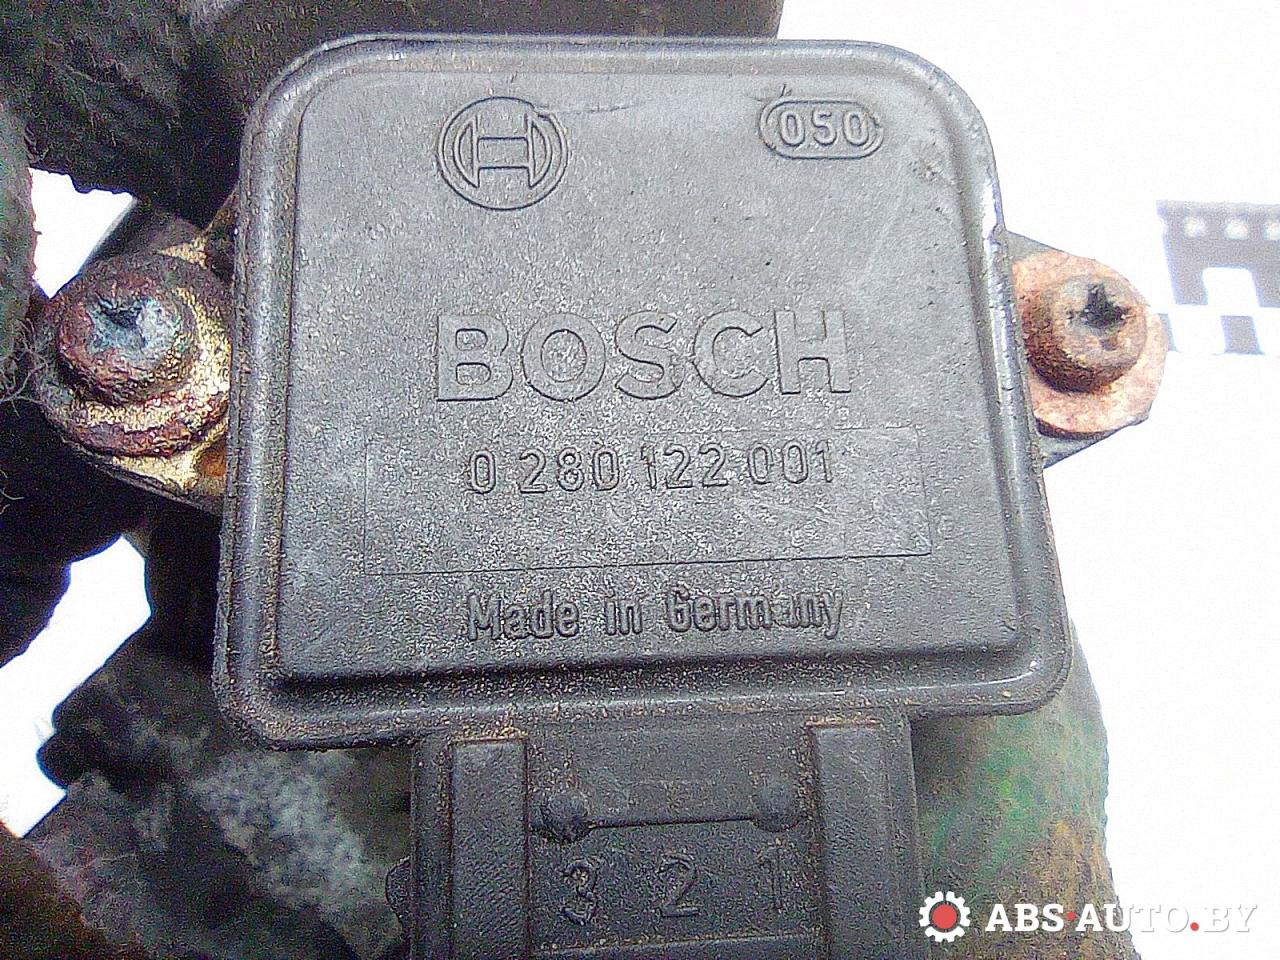 050
BOSCH
0 280 122 001
Made in Germany
3 2 1
ABS-AUTO.BY